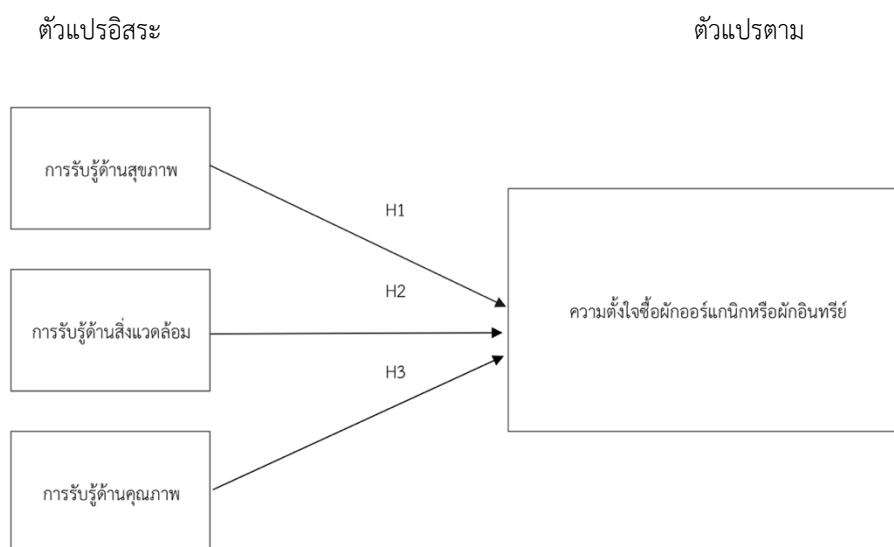 ตัวแปรอิสระ
ตัวแปรตาม
การรับรู้ด้านสุขภาพ
H1
H2
การรับรู้ด้านสิ่งแวดล้อม
ความตั้งใจซื้อผักออร์แกนิกหรือผักอินทรีย์
H3
การรับรู้ด้านคุณภาพ